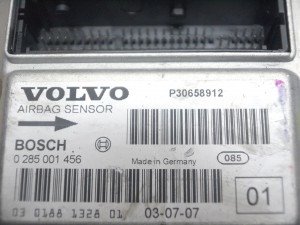 VOLVO
P30658912
AIRBAG SENSOR
BOSCH
0 285 001 456
Made in Germany
085
01
03 0188 1328 01
03-07-07